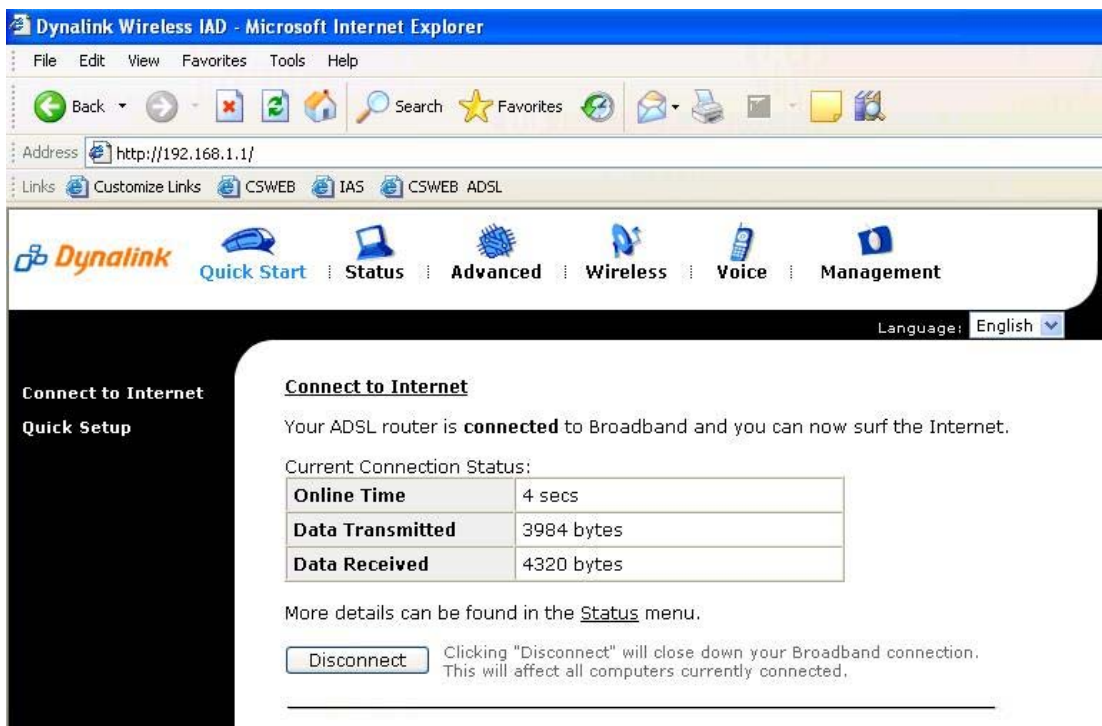 Dynalink Wireless IAD - Microsoft Internet Explorer
File Edit View Favorites Tools Help
Back Search Favorites
Address http://192.168.1.1/
Links Customize Links CSWEB IAS CSWEB ADSL
Dynalink Quick Start Status Advanced Wireless Voice Management
Language: English
Connect to Internet
Quick Setup
Connect to Internet
Your ADSL router is connected to Broadband and you can now surf the Internet.
Current Connection Status:
Online Time 4 secs
Data Transmitted 3984 bytes
Data Received 4320 bytes
More details can be found in the Status menu.
Disconnect
Clicking "Disconnect" will close down your Broadband connection.
This will affect all computers currently connected.